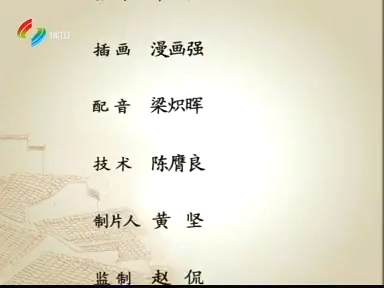 插画 漫画强
配音 梁炽晖
技术 陈膺良
制片人 黄坚
监制 赵侃